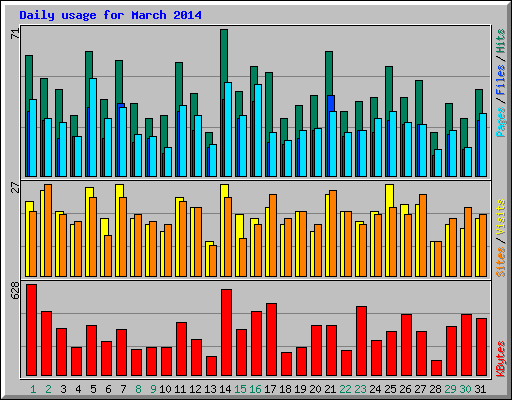 Daily usage for March 2014
71
Pages/Files/Hits
27
Sites/Visits
628
KBytes
1 2 3 4 5 6 7 8 9 10 11 12 13 14 15 16 17 18 19 20 21 22 23 24 25 26 27 28 29 30 31